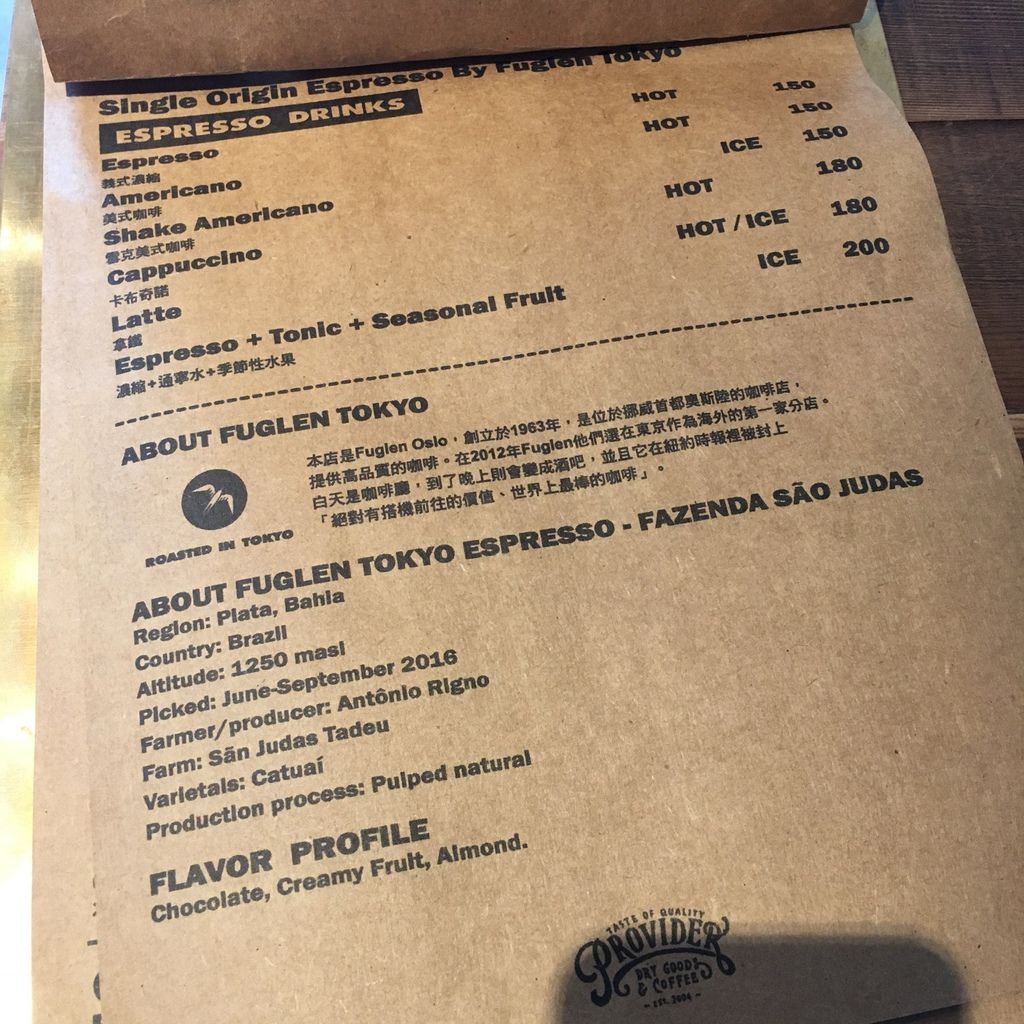 Single Origin Espresso By Fuglen Tokyo
ESPRESSO DRINKS
Espresso HOT 150
義式濃縮
Americano HOT 150
美式咖啡
Shake Americano ICE 150
雪克美式咖啡
Cappuccino HOT 180
卡布奇諾
Latte HOT / ICE 180
拿鐵
Espresso + Tonic + Seasonal Fruit ICE 200
濃縮+通寧水+季節性水果
ABOUT FUGLEN TOKYO
本店是Fuglen Oslo，創立於1963年，是位於挪威首都奧斯陸的咖啡店，
提供高品質的咖啡。在2012年Fuglen他們選在東京作為海外的第一家分店。
白天是咖啡廳，到了晚上則會變成酒吧，並且它在紐約時報裡被封上
「絕對有搭機前往的價值、世界上最棒的咖啡」。
ROASTED IN TOKYO
ABOUT FUGLEN TOKYO ESPRESSO - FAZENDA SÃO JUDAS
Region: Piata, Bahia
Country: Brazil
Altitude: 1250 masl
Picked: June-September 2016
Farmer/producer: Antônio Rigno
Farm: Sãn Judas Tadeu
Varietals: Catuaí
Production process: Pulped natural
FLAVOR PROFILE
Chocolate, Creamy Fruit, Almond.
TASTE OF QUALITY
PROVIDER
DRY GOODS
& COFFEE
- EST. 2004 -